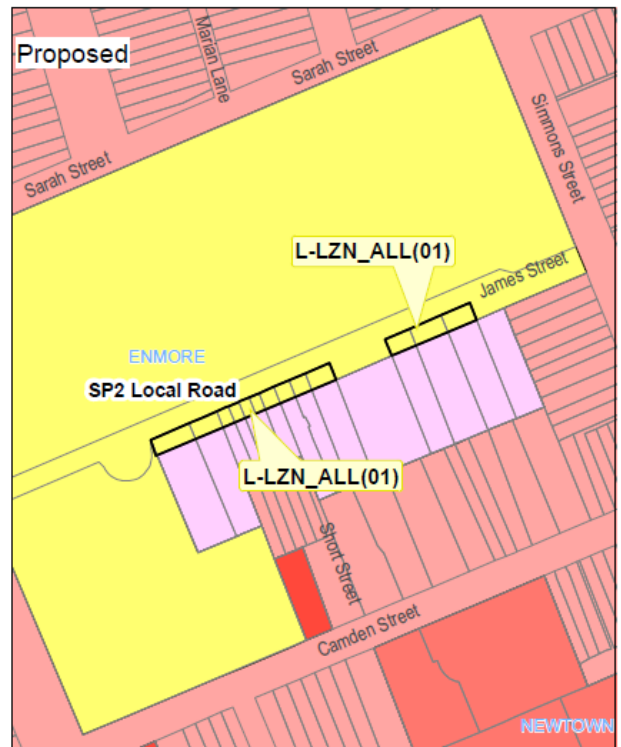 Proposed
Marian Lane
Sarah Street
Sarah Street
Simmons Street
L-LZN_ALL(01)
James Street
ENMORE
SP2 Local Road
L-LZN_ALL(01)
Short Street
Camden Street
NEWTOWN